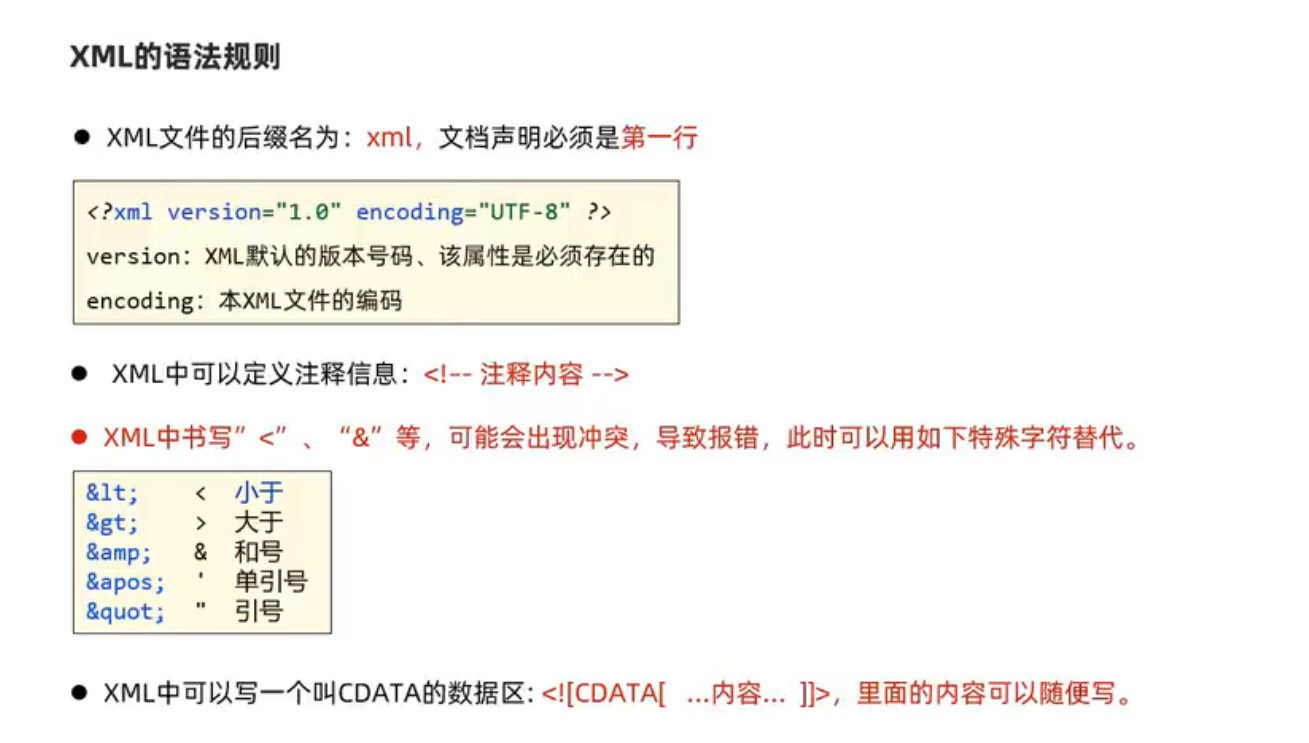 XML的语法规则
● XML文件的后缀名为：xml，文档声明必须是第一行
<?xml version="1.0" encoding="UTF-8" ?>
version：XML默认的版本号码、该属性是必须存在的
encoding：本XML文件的编码
● XML中可以定义注释信息：<!-- 注释内容 -->
● XML中书写”<”、“&”等，可能会出现冲突，导致报错，此时可以用如下特殊字符替代。
&lt; < 小于
&gt; > 大于
&amp; & 和号
&apos; ' 单引号
&quot; " 引号
● XML中可以写一个叫CDATA的数据区: <![CDATA[ ...内容... ]]>，里面的内容可以随便写。